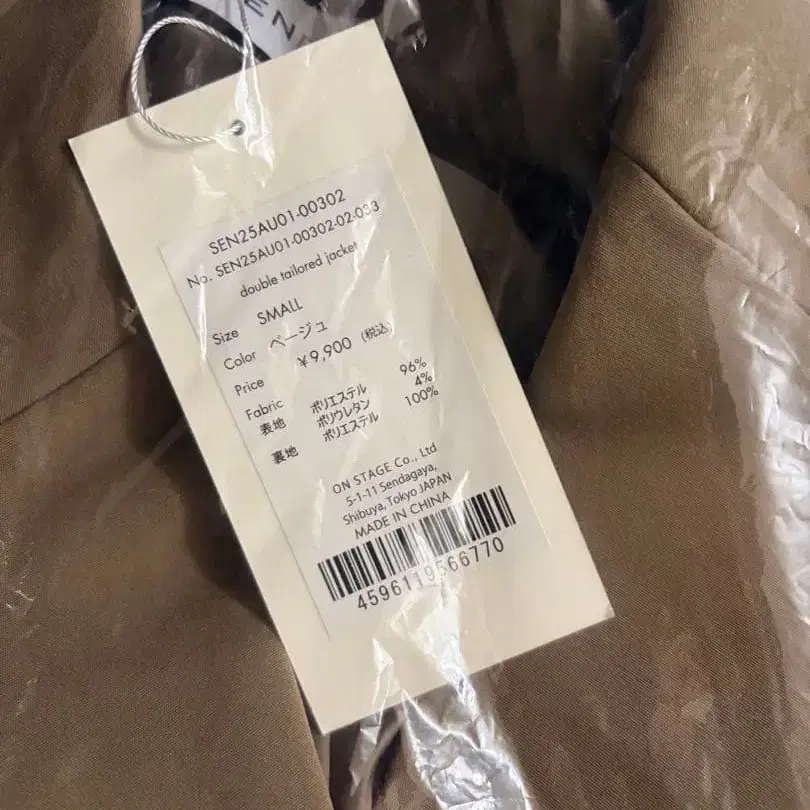 SEN25AU01-00302
No. SEN25AU01-00302-02-033
double tailored jacket
Size SMALL
Color ベージュ
Price ¥9,900 (税込)
Fabric
表地 ポリエステル 96%
ポリウレタン 4%
裏地 ポリエステル 100%
ON STAGE Co., Ltd
5-1-11 Sendagaya,
Shibuya, Tokyo JAPAN
MADE IN CHINA
4596119566770